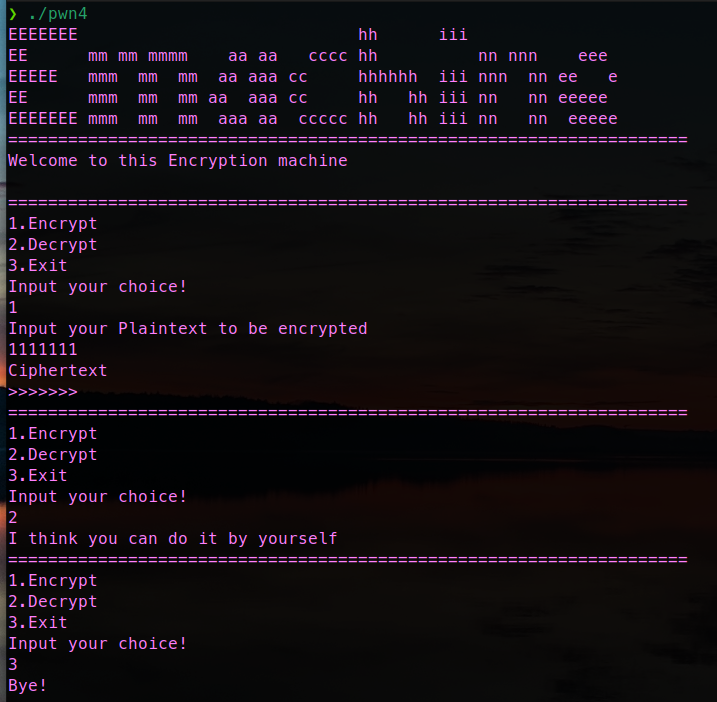 ❯ ./pwn4
EEEEEEE                            hh      iii
EE      mm mm mmmm    aa aa   cccc hh          nn nnn    eee
EEEEE   mmm  mm  mm  aa aaa cc     hhhhhh  iii nnn  nn ee   e
EE      mmm  mm  mm aa  aaa cc     hh   hh iii nn   nn eeeee
EEEEEEE mmm  mm  mm  aaa aa  ccccc hh   hh iii nn   nn  eeeee
====================================================================
Welcome to this Encryption machine

====================================================================
1.Encrypt
2.Decrypt
3.Exit
Input your choice!
1
Input your Plaintext to be encrypted
1111111
Ciphertext
>>>>>>>
====================================================================
1.Encrypt
2.Decrypt
3.Exit
Input your choice!
2
I think you can do it by yourself
====================================================================
1.Encrypt
2.Decrypt
3.Exit
Input your choice!
3
Bye!